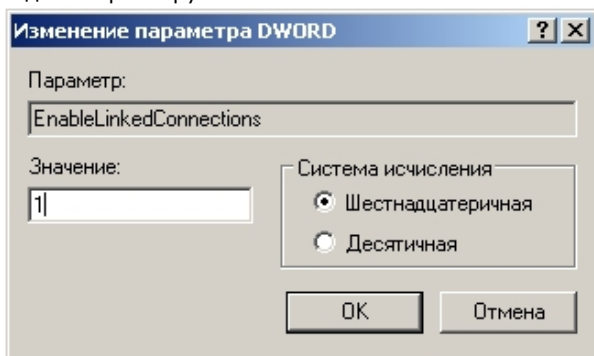 Изменение параметра DWORD
Параметр:
EnableLinkedConnections
Значение:
1
Система исчисления
Шестнадцатеричная
Десятичная
OK
Отмена